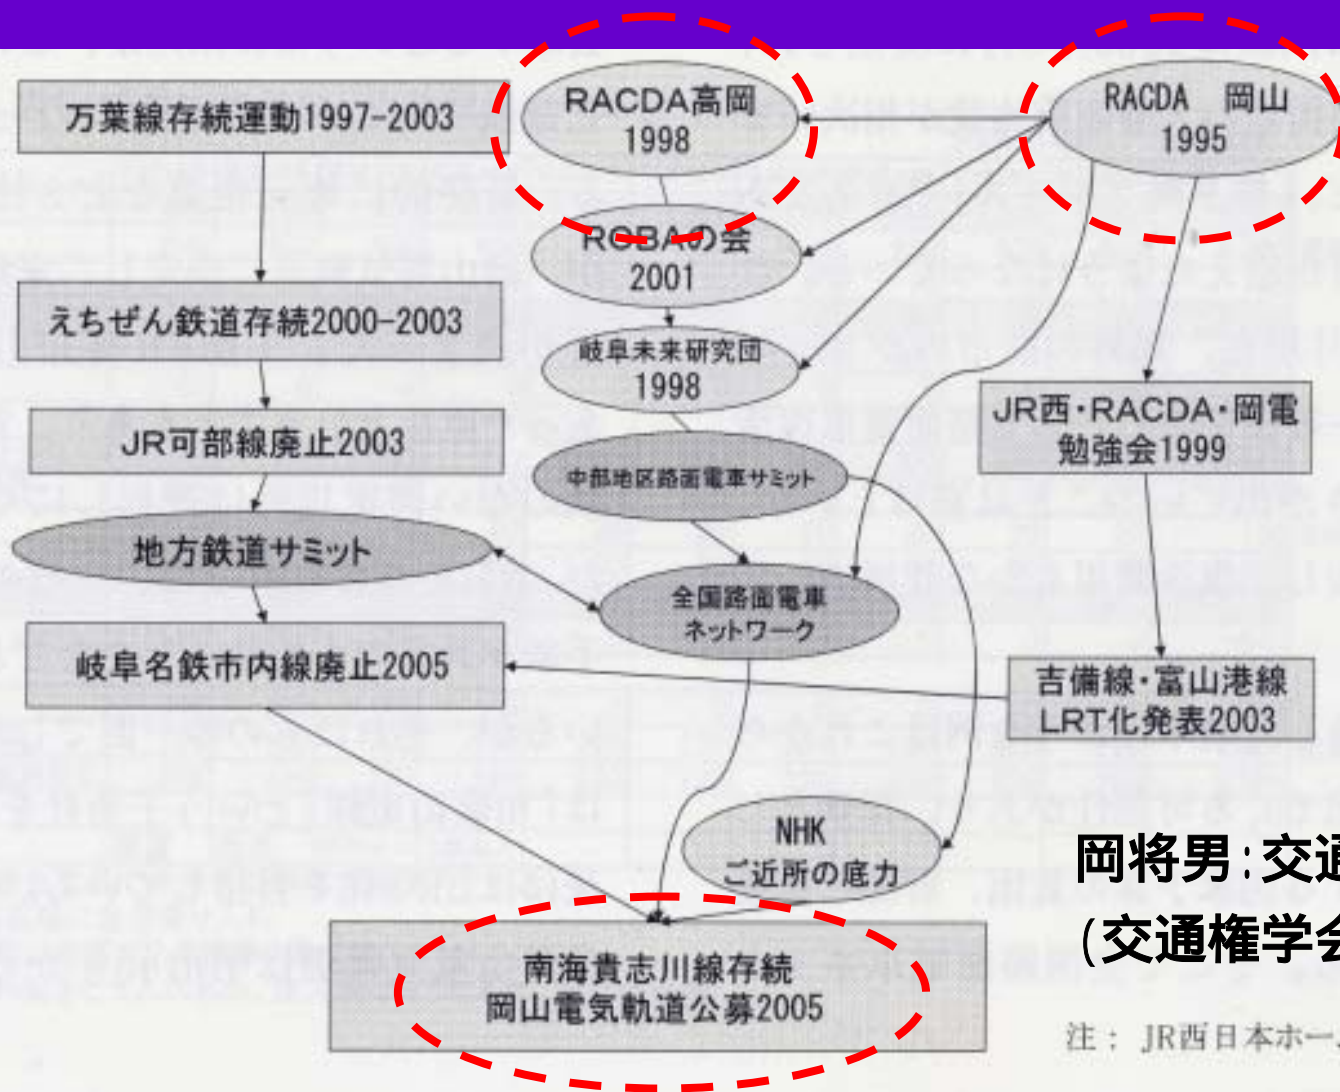 万葉線存続運動1997-2003
RACDA高岡
1998
RACDA 岡山
1995
ROBAの会
2001
えちぜん鉄道存続2000-2003
岐阜未来研究団
1998
JR可部線廃止2003
JR西・RACDA・岡電
勉強会1999
中部地区路面電車サミット
地方鉄道サミット
全国路面電車
ネットワーク
岐阜名鉄市内線廃止2005
吉備線・富山港線
LRT化発表2003
NHK
ご近所の底力
岡将男:交通
(交通権学会
南海貴志川線存続
岡山電気軌道公募2005
注: JR西日本ホーム